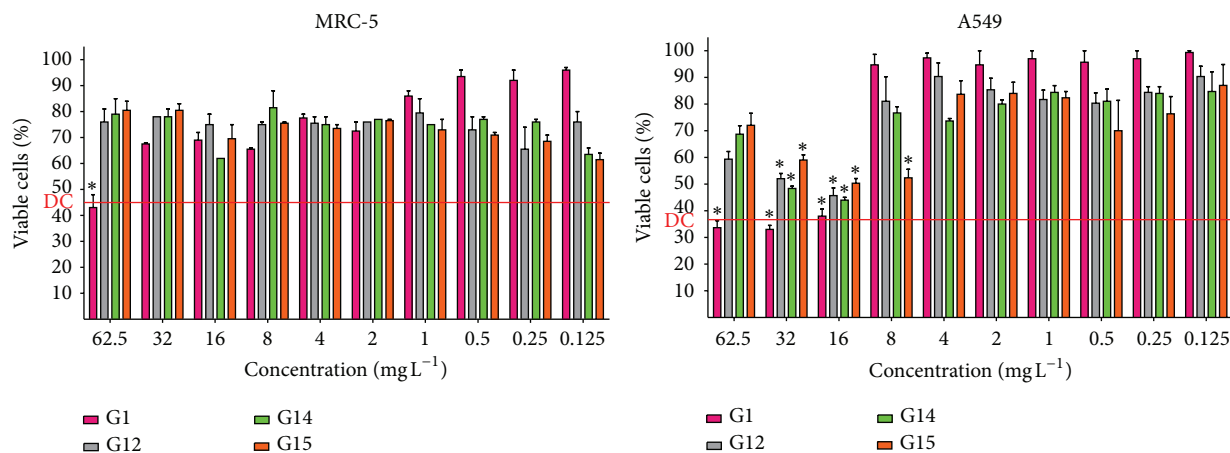 MRC-5
100
90
80
70
60
50
40
30
20
10
DC
Viable cells (%)
*
62.5 32 16 8 4 2 1 0.5 0.25 0.125
Concentration (mg L⁻¹)
G1
G12
G14
G15
A549
100
90
80
70
60
50
40
30
20
10
DC
Viable cells (%)
* * * * * * * * * *
62.5 32 16 8 4 2 1 0.5 0.25 0.125
Concentration (mg L⁻¹)
G1
G12
G14
G15